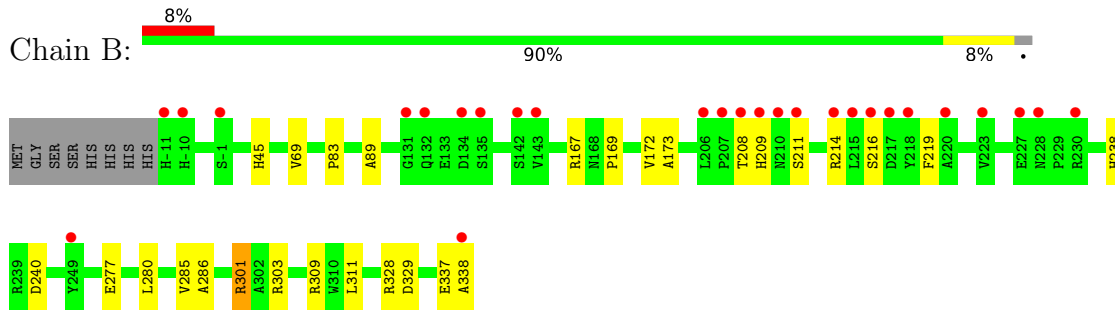 8%
Chain B:
90% 8% •
MET GLY SER SER HIS HIS HIS HIS H-11 H-10 S-1 H45 V69 P83 A89 G131 Q132 E133 D134 S135 S142 V143 R167 N168 P169 V172 A173 L206 P207 T208 H209 N210 S211 R214 L215 S216 D217 Y218 F219 A220 V223 E227 N228 P229 R230 H238
R239 D240 Y249 E277 L280 V285 A286 R301 A302 R303 R309 W310 L311 R328 D329 E337 A338